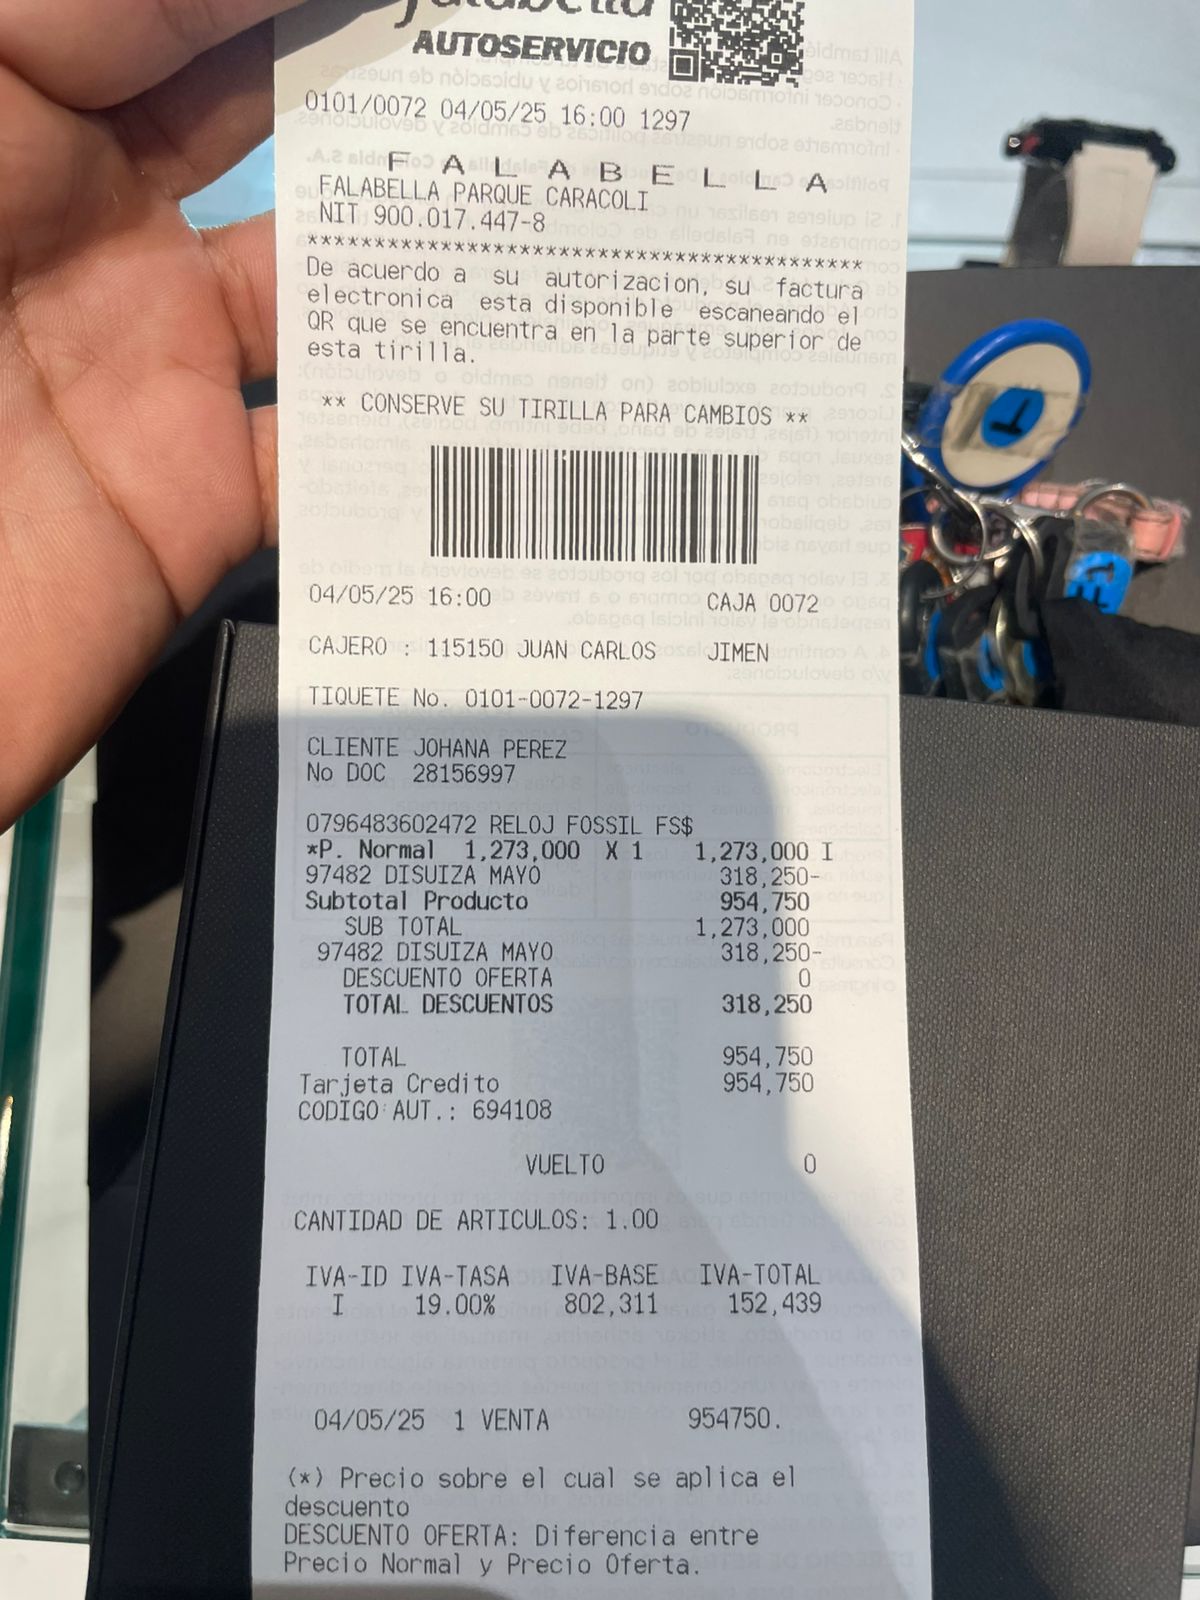 falabella
AUTOSERVICIO
0101/0072 04/05/25 16:00 1297
F A L A B E L L A
FALABELLA PARQUE CARACOLI
NIT 900.017.447-8
******************************************
De acuerdo a su autorizacion, su factura
electronica esta disponible escaneando el
QR que se encuentra en la parte superior de
esta tirilla.
** CONSERVE SU TIRILLA PARA CAMBIOS **
04/05/25 16:00 CAJA 0072
CAJERO : 115150 JUAN CARLOS JIMEN
TIQUETE No. 0101-0072-1297
CLIENTE JOHANA PEREZ
No DOC 28156997
0796483602472 RELOJ FOSSIL FS$
*P. Normal 1,273,000 X 1 1,273,000 I
97482 DISUIZA MAYO 318,250-
Subtotal Producto 954,750
SUB TOTAL 1,273,000
97482 DISUIZA MAYO 318,250-
DESCUENTO OFERTA 0
TOTAL DESCUENTOS 318,250
TOTAL 954,750
Tarjeta Credito 954,750
CODIGO AUT.: 694108
VUELTO 0
CANTIDAD DE ARTICULOS: 1.00
IVA-ID IVA-TASA IVA-BASE IVA-TOTAL
I 19.00% 802,311 152,439
04/05/25 1 VENTA 954750.
(*) Precio sobre el cual se aplica el
descuento
DESCUENTO OFERTA: Diferencia entre
Precio Normal y Precio Oferta.